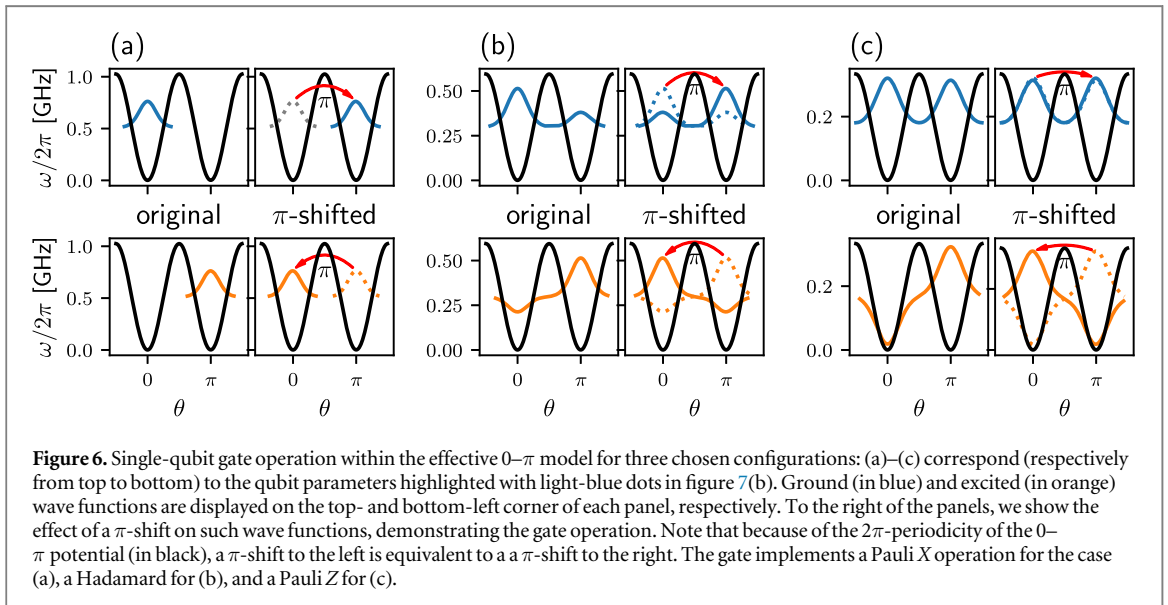 (a)
(b)
(c)
ω/2π [GHz]
1.0
0.5
0.0
π
0.50
0.25
0.00
π
0.2
0.0
π
original
π-shifted
original
π-shifted
original
π-shifted
ω/2π [GHz]
1.0
0.5
0.0
π
0.50
0.25
0.00
π
0.2
0.0
π
0 π 0 π 0 π 0 π 0 π 0 π
θ θ θ θ θ θ
Figure 6. Single-qubit gate operation within the effective 0–π model for three chosen configurations: (a)–(c) correspond (respectively
from top to bottom) to the qubit parameters highlighted with light-blue dots in figure 7(b). Ground (in blue) and excited (in orange)
wave functions are displayed on the top- and bottom-left corner of each panel, respectively. To the right of the panels, we show the
effect of a π-shift on such wave functions, demonstrating the gate operation. Note that because of the 2π-periodicity of the 0–
π potential (in black), a π-shift to the left is equivalent to a a π-shift to the right. The gate implements a Pauli X operation for the case
(a), a Hadamard for (b), and a Pauli Z for (c).